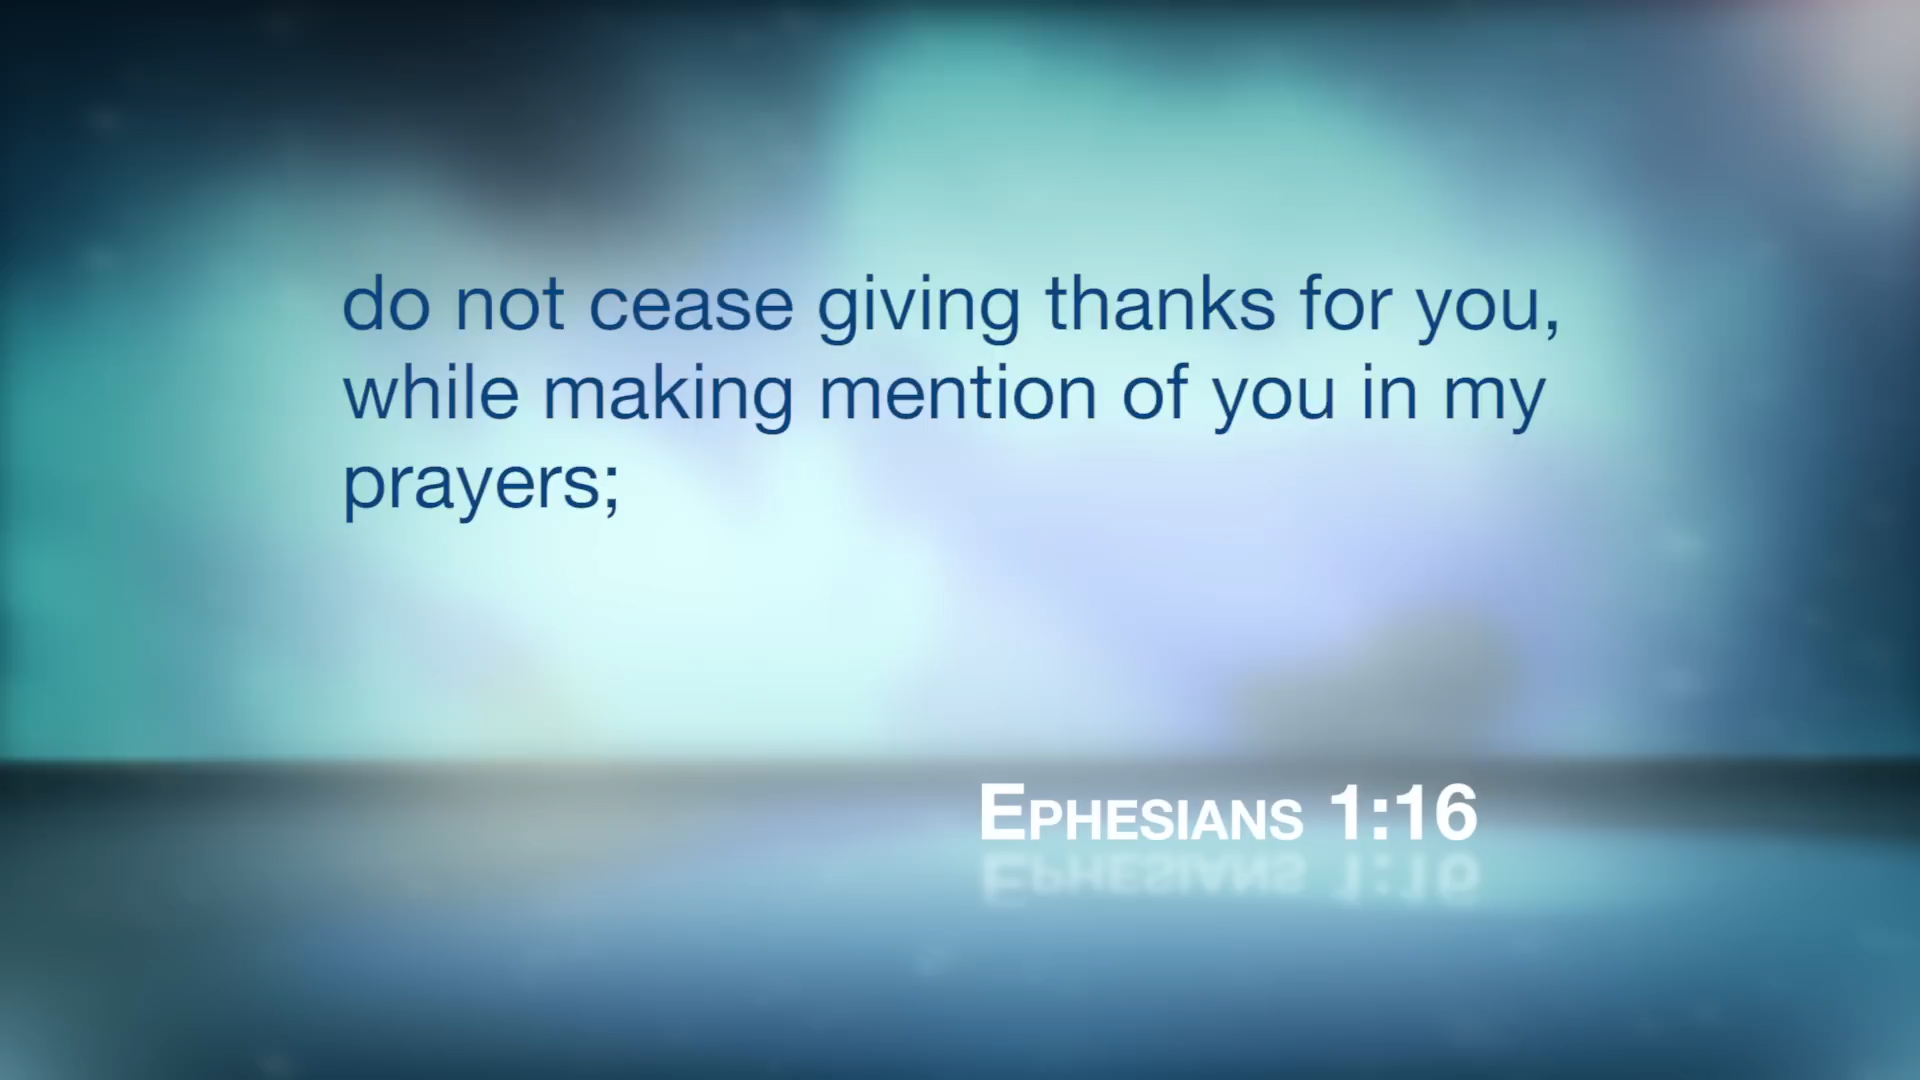 do not cease giving thanks for you,
while making mention of you in my
prayers;
Ephesians 1:16